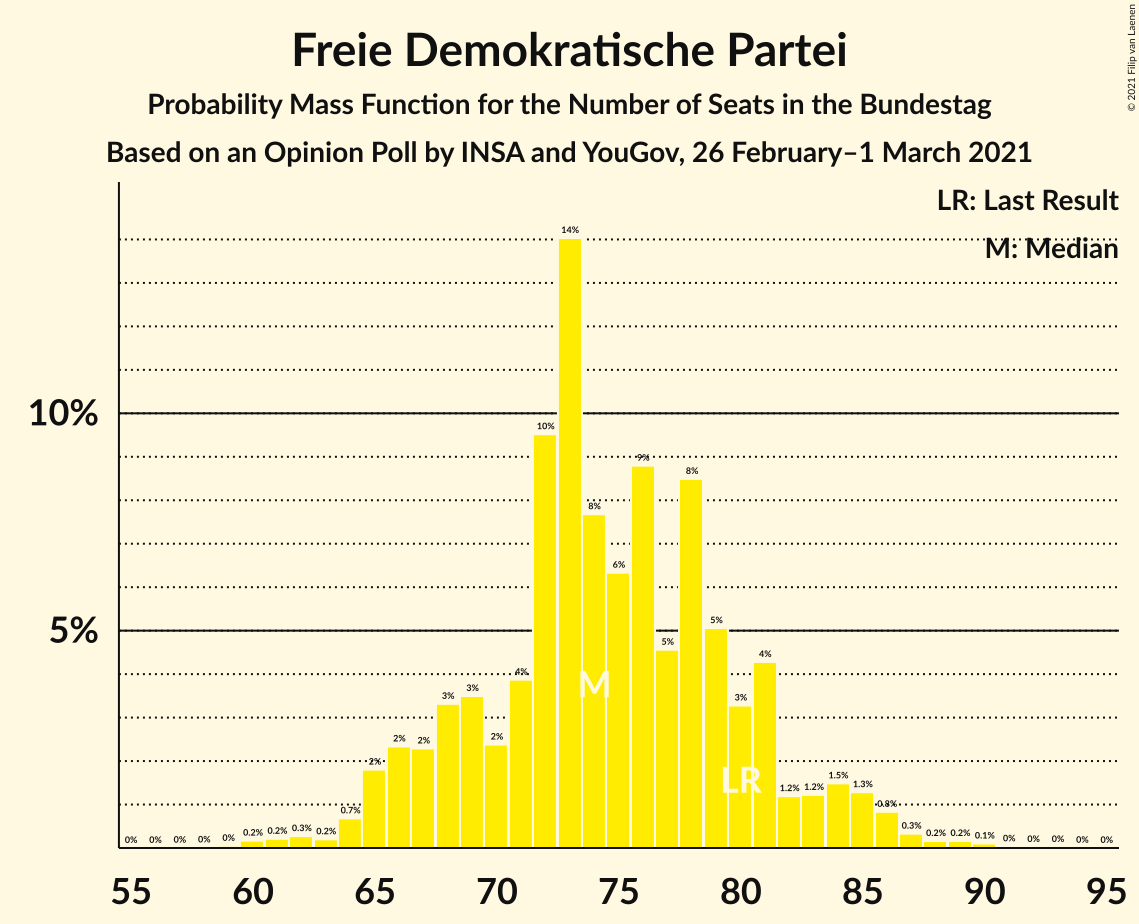 Freie Demokratische Partei
Probability Mass Function for the Number of Seats in the Bundestag
Based on an Opinion Poll by INSA and YouGov, 26 February–1 March 2021
© 2021 Filip van Laenen
LR: Last Result
M: Median
10%
5%
0% 0% 0% 0% 0% 0.2% 0.2% 0.3% 0.2% 0.7% 2% 2% 2% 3% 3% 2% 4% 10% 14% 8% 6% 9% 5% 8% 5% 3% 4% 1.2% 1.2% 1.5% 1.3% 0.8% 0.3% 0.2% 0.2% 0.1% 0% 0% 0% 0% 0%
M
LR
55 60 65 70 75 80 85 90 95